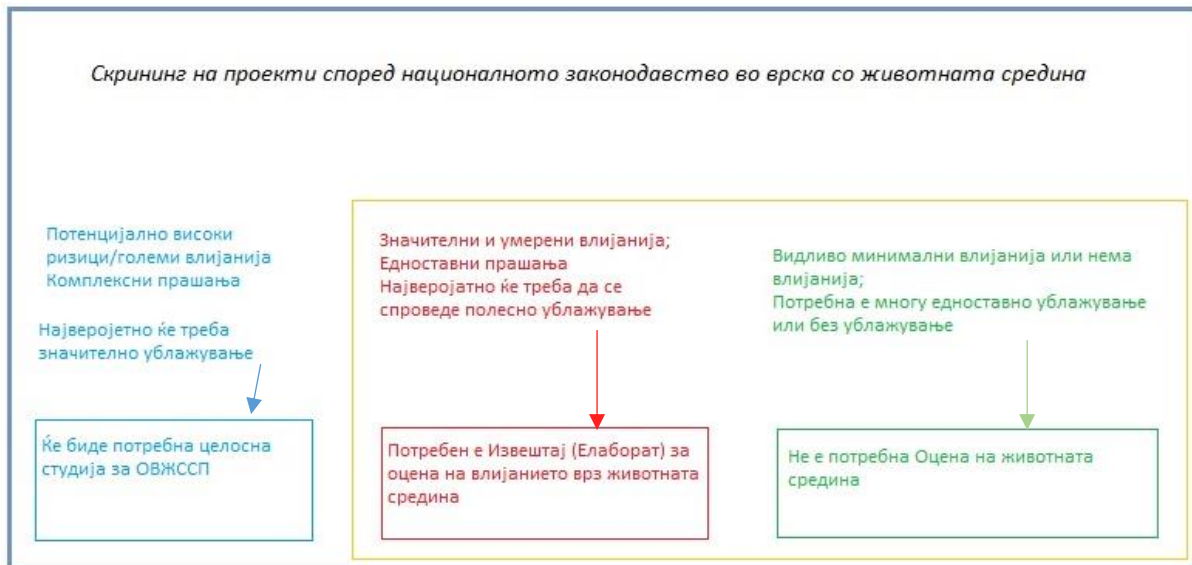 Скрининг на проекти според националното законодавство во врска со животната средина
Потенцијално високи
ризици/големи влијанија
Комплексни прашања
Највероjетно ќе треба
значително ублажување
Ќе биде потребна целосна
студија за ОВЖССП
Значителни и умерени влијанија;
Едноставни прашања
Највероjатно ќе треба да се
спроведе полесно ублажување
Потребен е Извештај (Елаборат) за
оцена на влијанието врз животната
средина
Видливо минимални влијанија или нема
влијанија;
Потребна е многу едноставно ублажување
или без ублажување
Не е потребна Оцена на животната
средина